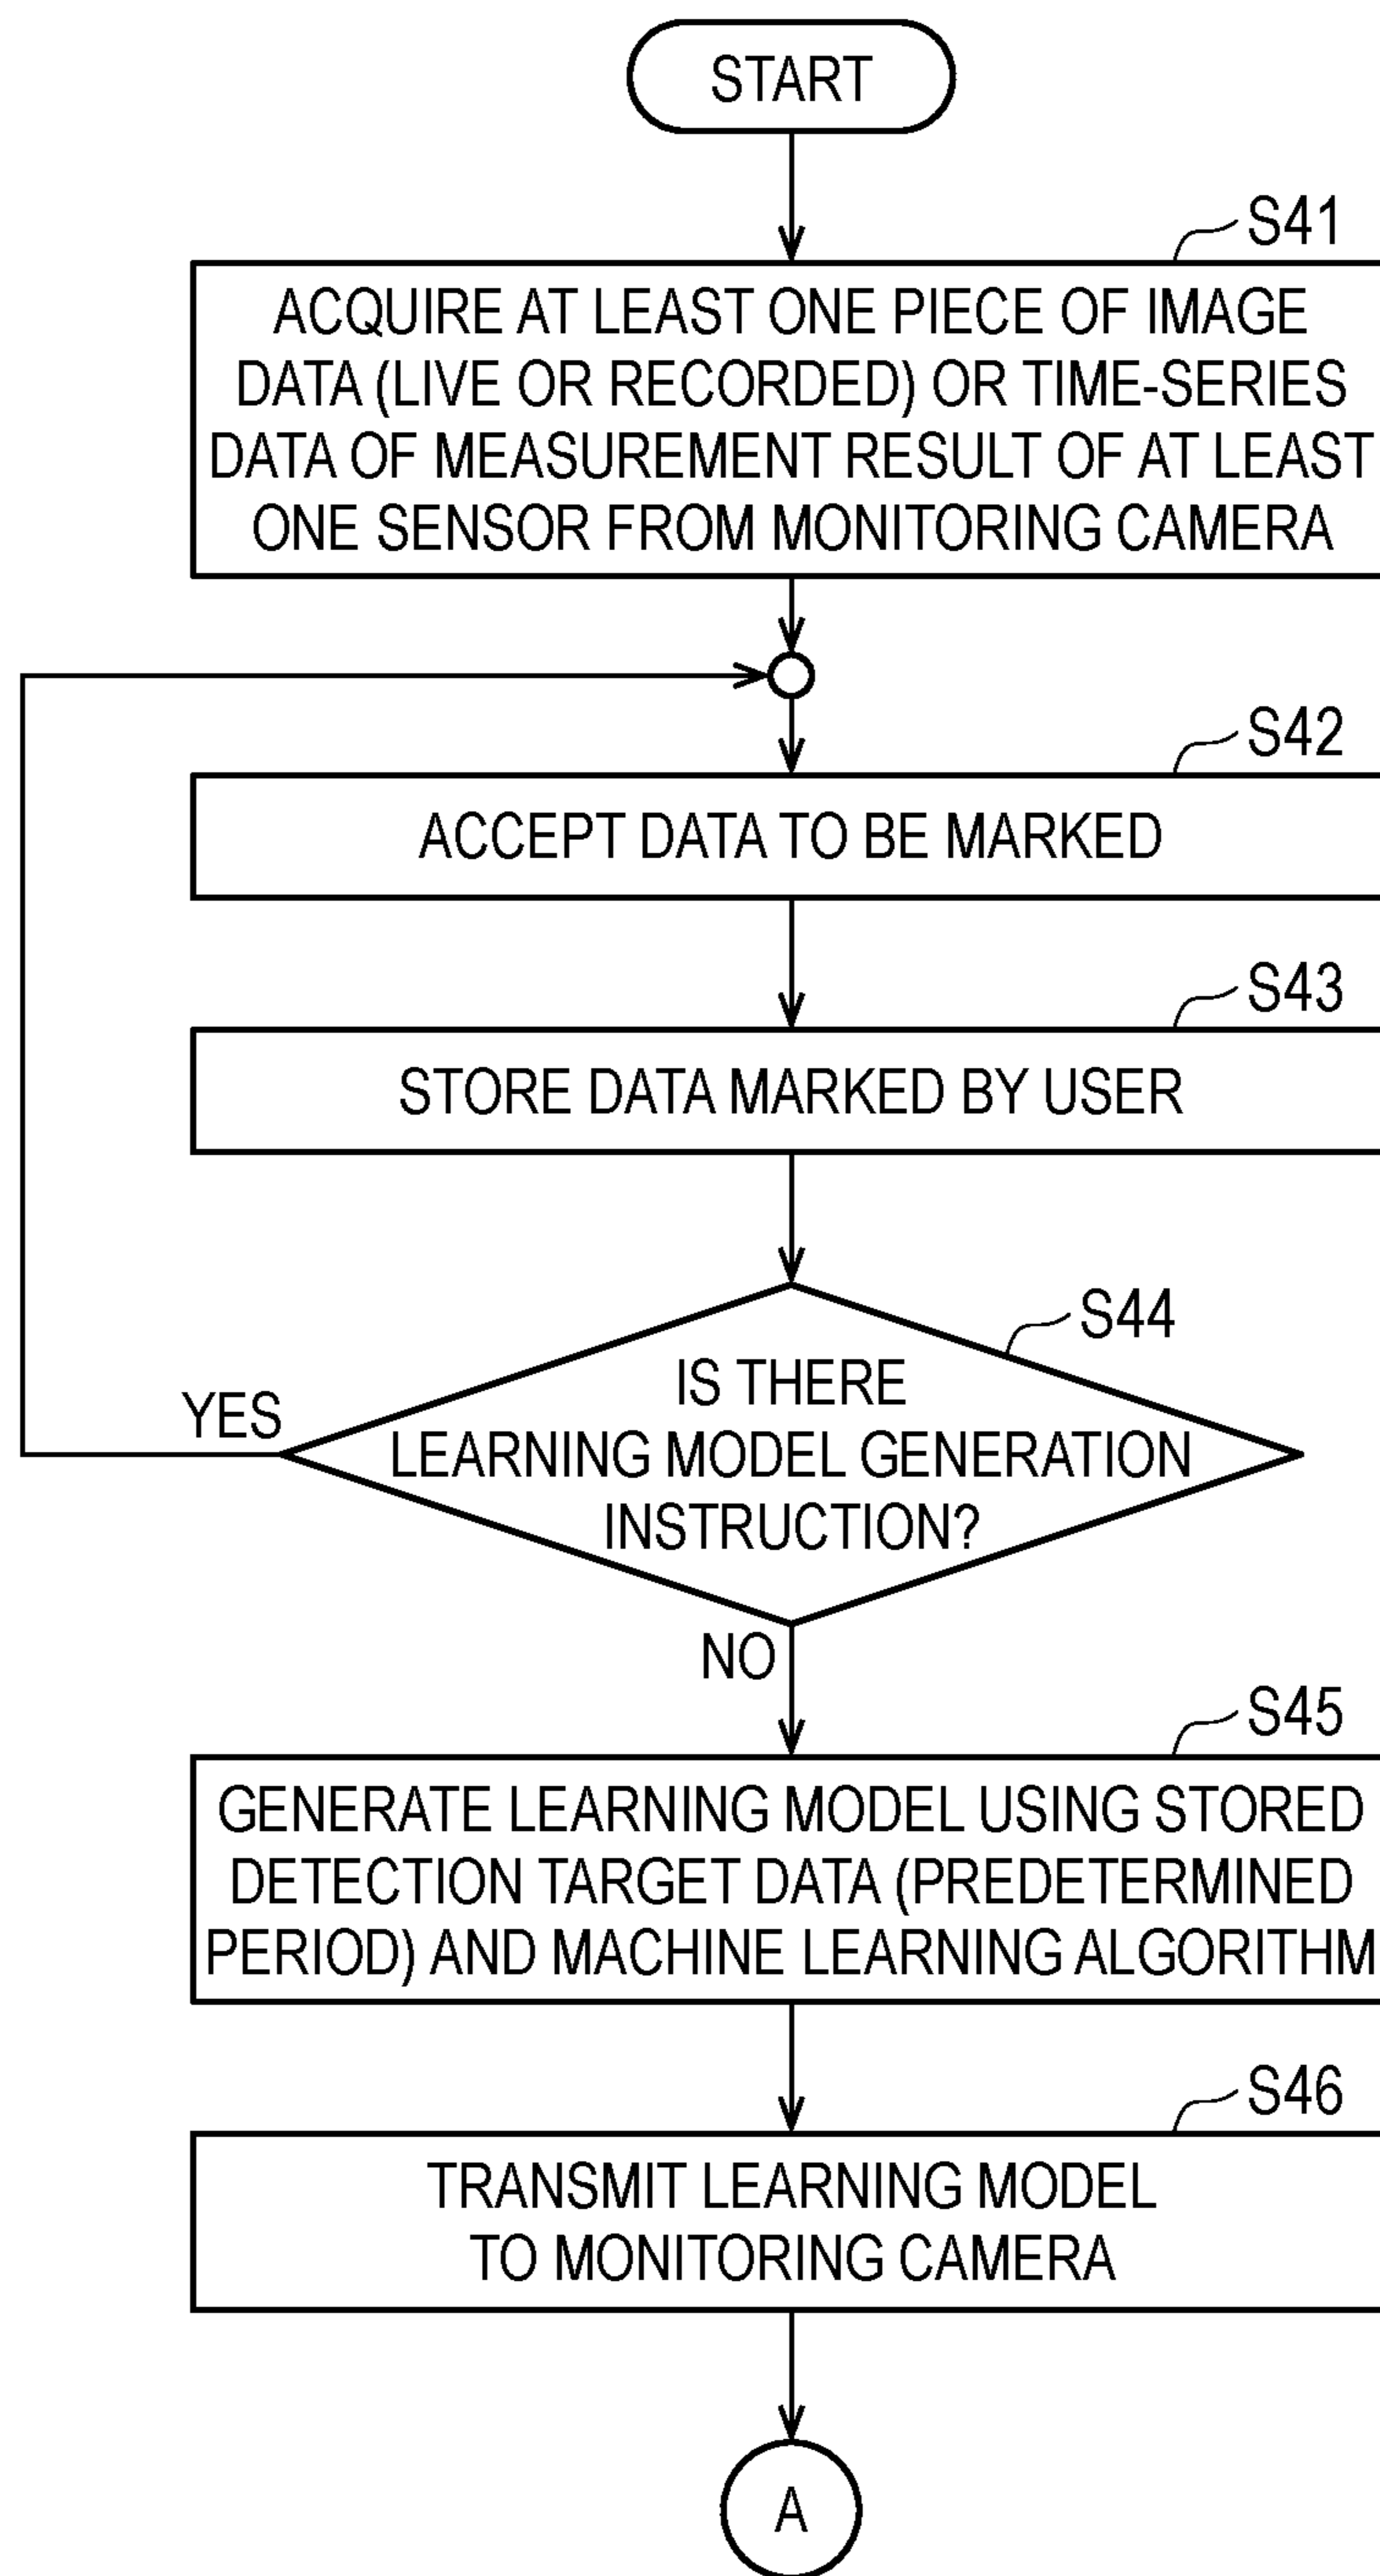 START
S41
ACQUIRE AT LEAST ONE PIECE OF IMAGE
DATA (LIVE OR RECORDED) OR TIME-SERIES
DATA OF MEASUREMENT RESULT OF AT LEAST
ONE SENSOR FROM MONITORING CAMERA
S42
ACCEPT DATA TO BE MARKED
S43
STORE DATA MARKED BY USER
S44
IS THERE
LEARNING MODEL GENERATION
INSTRUCTION?
YES
NO
S45
GENERATE LEARNING MODEL USING STORED
DETECTION TARGET DATA (PREDETERMINED
PERIOD) AND MACHINE LEARNING ALGORITHM
S46
TRANSMIT LEARNING MODEL
TO MONITORING CAMERA
A